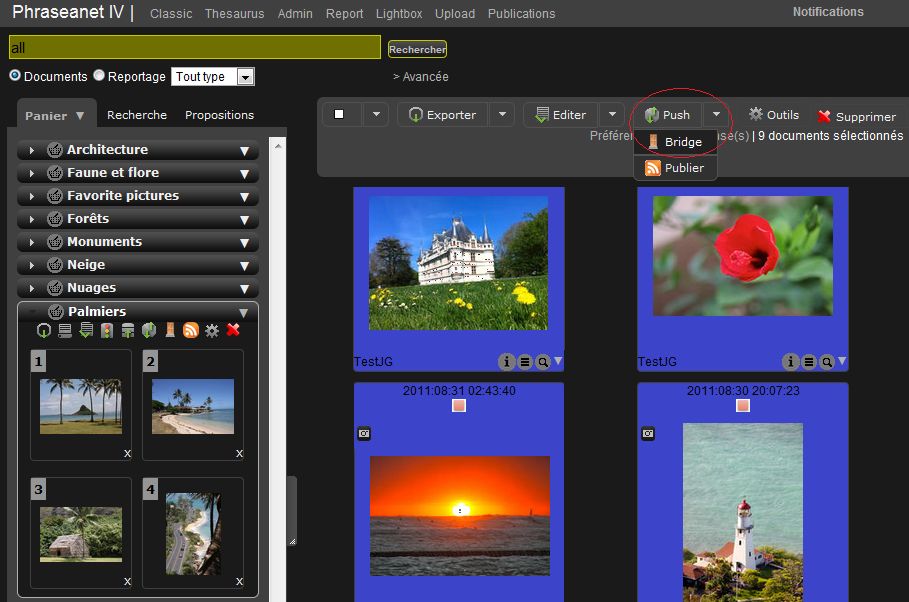 Phraseanet IV | Classic Thesaurus Admin Report Lightbox Upload Publications Notifications
all Rechercher
Documents Reportage Tout type > Avancée
Panier ▼ Recherche Propositions
Exporter Editer Push Outils Supprimer
Préfére se(s) | 9 documents sélectionnés
Bridge
Publier
Architecture
Faune et flore
Favorite pictures
Forêts
Monuments
Neige
Nuages
Palmiers
1 2
x x
3 4
x x
TestJG TestJG
2011:08:31 02:43:40 2011:08:30 20:07:23